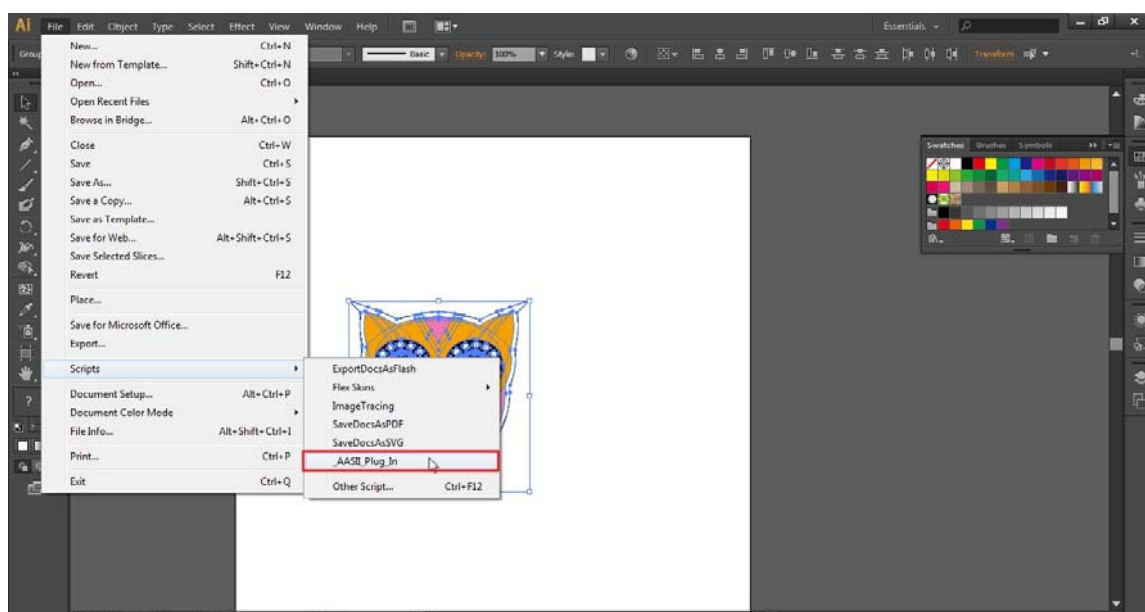 Ai File Edit Object Type Select Effect View Window Help Essentials
Group Basic Opacity: 100% Style: Transform
New... Ctrl+N
New from Template... Shift+Ctrl+N
Open... Ctrl+O
Open Recent Files
Browse in Bridge... Alt+Ctrl+O
Close Ctrl+W
Save Ctrl+S
Save As... Shift+Ctrl+S
Save a Copy... Alt+Ctrl+S
Save as Template...
Save for Web... Alt+Shift+Ctrl+S
Save Selected Slices...
Revert F12
Place...
Save for Microsoft Office...
Export...
Scripts
Document Setup... Alt+Ctrl+P
Document Color Mode
File Info... Alt+Shift+Ctrl+I
Print... Ctrl+P
Exit Ctrl+Q
ExportDocsAsFlash
Flex Skins
ImageTracing
SaveDocsAsPDF
SaveDocsAsSVG
_AASII_Plug_In
Other Script... Ctrl+F12
Swatches Brushes Symbols